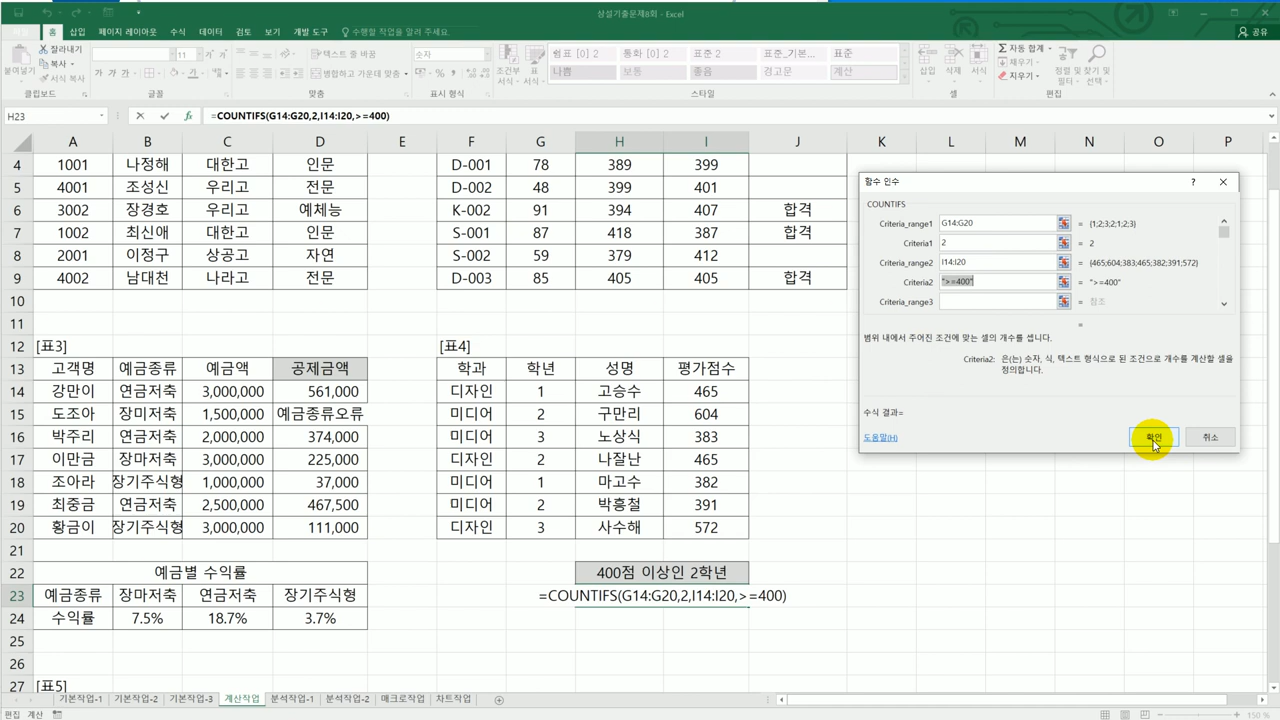 상설기출문제8회 - Excel
홈 삽입 페이지 레이아웃 수식 데이터 검토 보기 개발 도구 수행할 작업을 알려 주세요. 공유
잘라내기 11 텍스트 줄 바꿈 숫자 쉼표 [0] 2 통화 [0] 2 표준 2 표준_기본... 표준 자동 합계
붙여넣기 복사 병합하고 가운데 맞춤 조건부 서식 표 서식 나쁨 보통 좋음 경고문 계산 삽입 삭제 서식 채우기 정렬 및 필터 찾기 및 선택
서식 복사 가 가 가 지우기
클립보드 글꼴 맞춤 표시 형식 스타일 셀 편집
H23 fx =COUNTIFS(G14:G20,2,I14:I20,>=400)
A B C D E F G H I J K L M N O P
4 1001 나정해 대한고 인문 D-001 78 389 399
5 4001 조성신 우리고 전문 D-002 48 399 401
6 3002 장경호 우리고 예체능 K-002 91 394 407 합격
7 1002 최신애 대한고 인문 S-001 87 418 387 합격
8 2001 이정구 상공고 자연 S-002 59 379 412
9 4002 남대천 나라고 전문 D-003 85 405 405 합격
10
11
12 [표3] [표4]
13 고객명 예금종류 예금액 공제금액 학과 학년 성명 평가점수
14 강만이 연금저축 3,000,000 561,000 디자인 1 고승수 465
15 도조아 장미저축 1,500,000 예금종류오류 미디어 2 구만리 604
16 박주리 연금저축 2,000,000 374,000 미디어 3 노상식 383
17 이만금 장마저축 3,000,000 225,000 디자인 2 나잘난 465
18 조아라 장기주식형 1,000,000 37,000 미디어 1 마고수 382
19 최중금 연금저축 2,500,000 467,500 미디어 2 박흥철 391
20 황금이 장기주식형 3,000,000 111,000 디자인 3 사수해 572
21
22 예금별 수익률 400점 이상인 2학년
23 예금종류 장마저축 연금저축 장기주식형 =COUNTIFS(G14:G20,2,I14:I20,>=400)
24 수익률 7.5% 18.7% 3.7%
25
26
27 [표5]
함수 인수 ?
COUNTIFS
Criteria_range1 G14:G20 = {1;2;3;2;1;2;3}
Criteria1 2 = 2
Criteria_range2 I14:I20 = {465;604;383;465;382;391;572}
Criteria2 ">=400" = ">=400"
Criteria_range3 = 참조
=
범위 내에서 주어진 조건에 맞는 셀의 개수를 셉니다.
Criteria2: 은(는) 숫자, 식, 텍스트 형식으로 된 조건으로 개수를 계산할 셀을
정의합니다.
수식 결과=
도움말(H) 확인 취소
기본작업-1 기본작업-2 기본작업-3 계산작업 분석작업-1 분석작업-2 매크로작업 차트작업
편집 계산 150 %